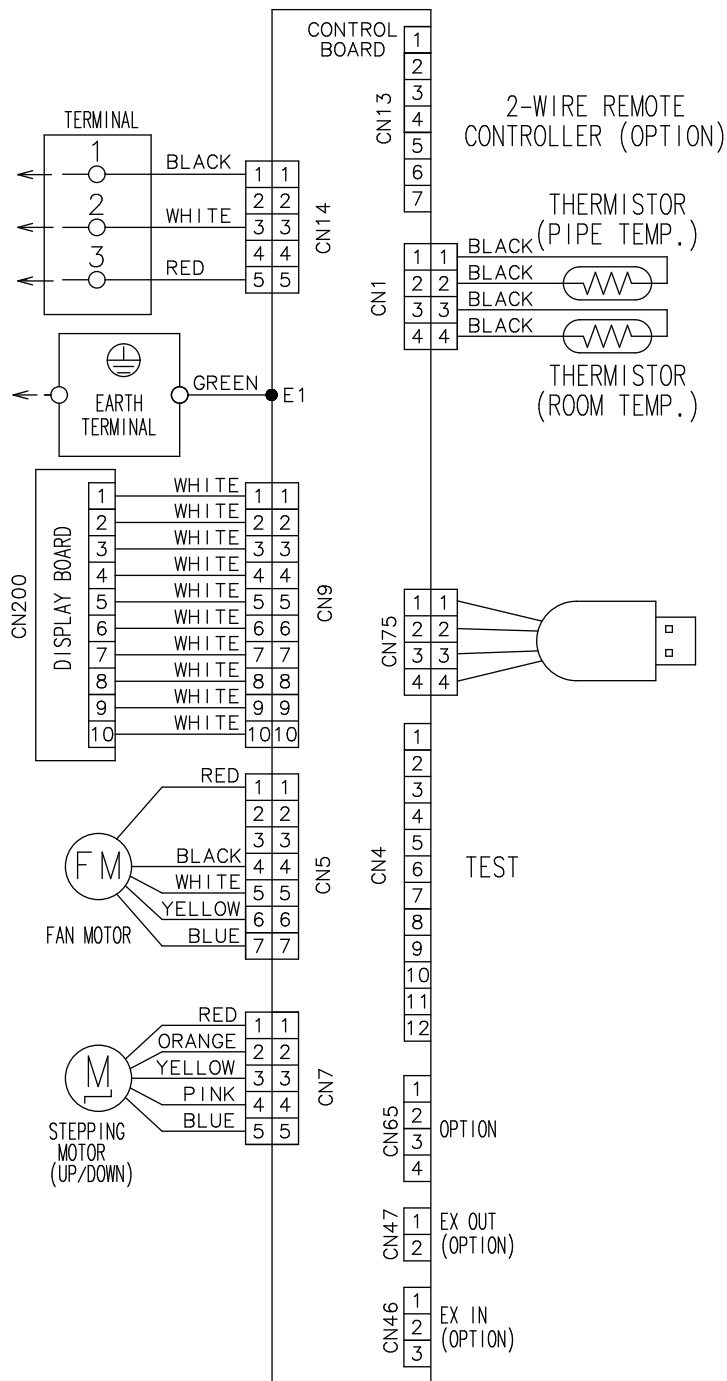 CONTROL
BOARD
1
2
3
4
5
6
7
CN13
2-WIRE REMOTE
CONTROLLER (OPTION)
TERMINAL
1
2
3
BLACK
WHITE
RED
1 1
2 2
3 3
4 4
5 5
CN14
THERMISTOR
(PIPE TEMP.)
CN1
1 1
2 2
3 3
4 4
BLACK
BLACK
BLACK
BLACK
THERMISTOR
(ROOM TEMP.)
EARTH
TERMINAL
GREEN
E1
CN200
DISPLAY BOARD
1
2
3
4
5
6
7
8
9
10
WHITE
WHITE
WHITE
WHITE
WHITE
WHITE
WHITE
WHITE
WHITE
WHITE
1 1
2 2
3 3
4 4
5 5
6 6
7 7
8 8
9 9
10 10
CN9
CN75
1 1
2 2
3 3
4 4
FM
FAN MOTOR
RED
BLACK
WHITE
YELLOW
BLUE
1 1
2 2
3 3
4 4
5 5
6 6
7 7
CN5
CN4
1
2
3
4
5
6
7
8
9
10
11
12
TEST
M
STEPPING
MOTOR
(UP/DOWN)
RED
ORANGE
YELLOW
PINK
BLUE
1 1
2 2
3 3
4 4
5 5
CN7
CN65
1
2
3
4
OPTION
CN47
1
2
EX OUT
(OPTION)
CN46
1
2
3
EX IN
(OPTION)